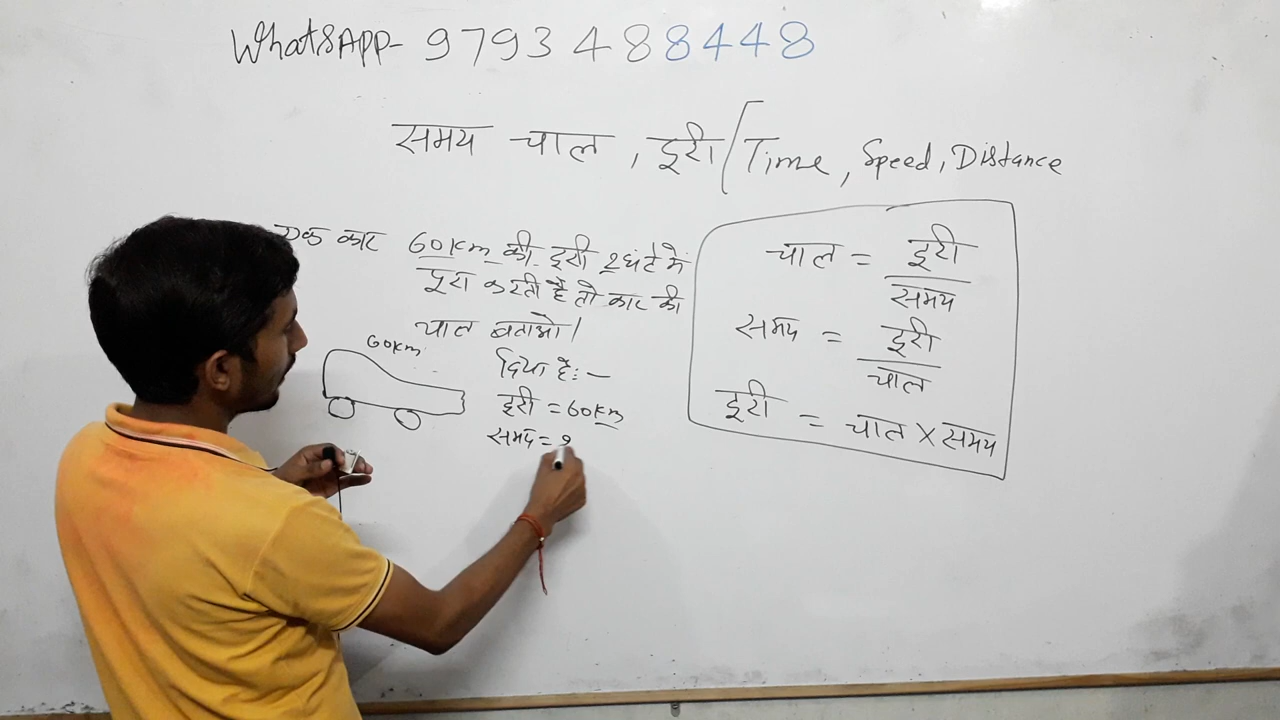 WhatsApp- 9793488448
समय चाल, दूरी/Time, Speed, Distance
एक कार 60km की दूरी 2 घंटे में
पूरा करती है तो कार की
चाल बताओ।
60km
दिया है:-
दूरी = 60km
समय = 2
चाल = दूरी
समय
समय = दूरी
चाल
दूरी = चाल × समय